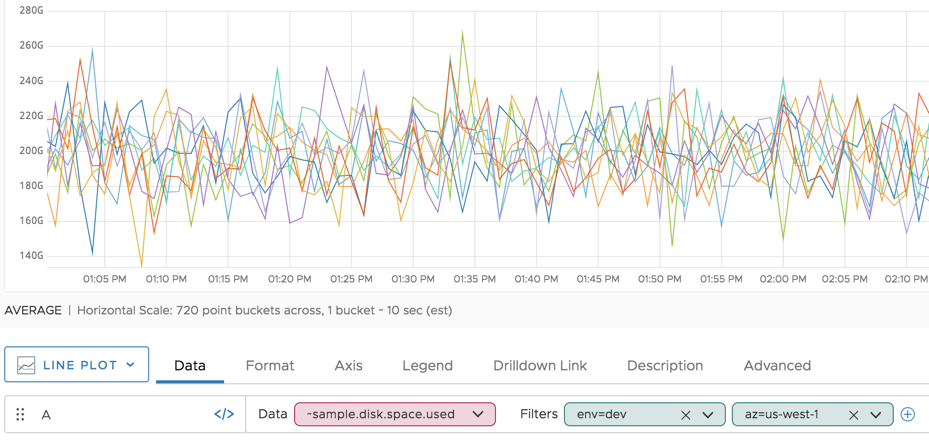 280G
260G
240G
220G
200G
180G
160G
140G
01:05 PM 01:10 PM 01:15 PM 01:20 PM 01:25 PM 01:30 PM 01:35 PM 01:40 PM 01:45 PM 01:50 PM 01:55 PM 02:00 PM 02:05 PM 02:10 PM
AVERAGE | Horizontal Scale: 720 point buckets across, 1 bucket ~ 10 sec (est)
LINE PLOT Data Format Axis Legend Drilldown Link Description Advanced
A </> Data ~sample.disk.space.used Filters env=dev az=us-west-1